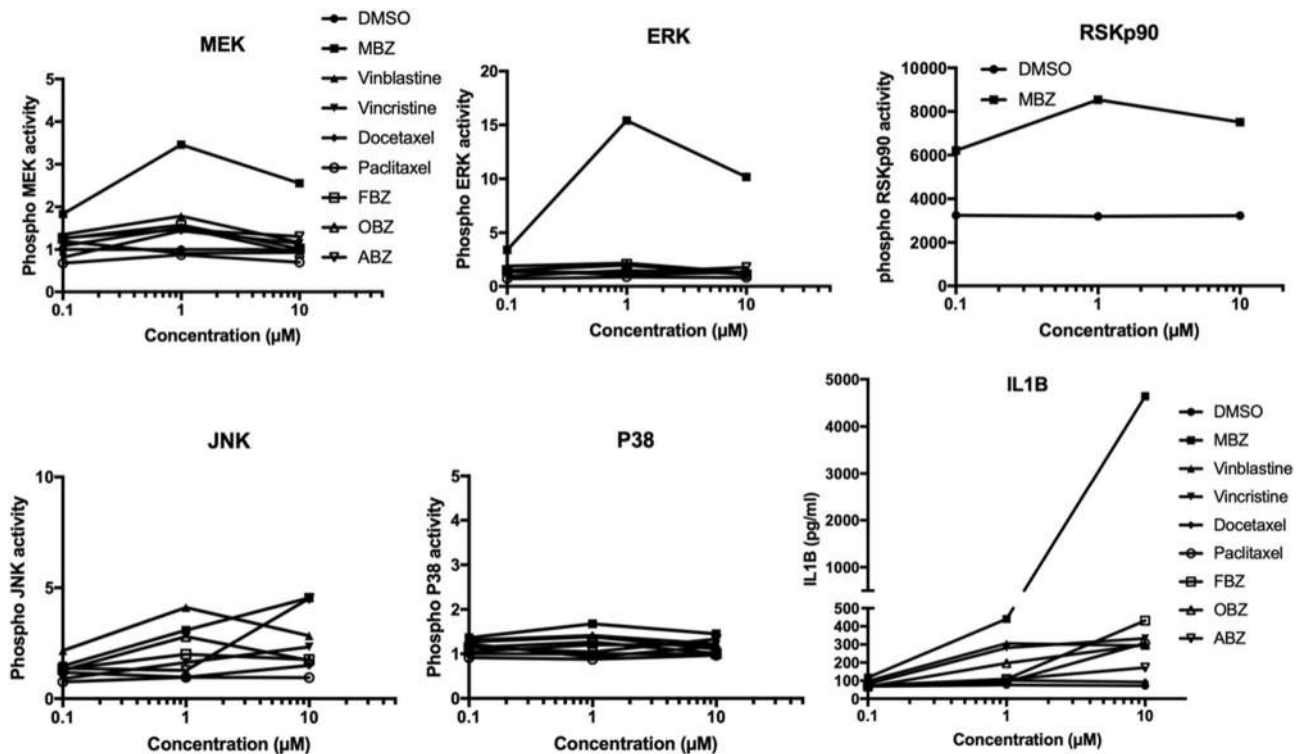 MEK
Phospho MEK activity
5
4
3
2
1
0
0.1
1
10
Concentration (µM)
DMSO
MBZ
Vinblastine
Vincristine
Docetaxel
Paclitaxel
FBZ
OBZ
ABZ
ERK
Phospho ERK activity
20
15
10
5
0
0.1
1
10
Concentration (µM)
RSKp90
phospho RSKp90 activity
10000
8000
6000
4000
2000
0
0.1
1
10
Concentration (µM)
DMSO
MBZ
JNK
Phospho JNK activity
10
5
0
0.1
1
10
Concentration (µM)
P38
Phospho P38 activity
5
4
3
2
1
0
0.1
1
10
Concentration (µM)
IL1B
IL1B (pg/ml)
5000
4500
4000
1000
500
400
300
200
100
0
0.1
1
10
Concentration (µM)
DMSO
MBZ
Vinblastine
Vincristine
Docetaxel
Paclitaxel
FBZ
OBZ
ABZ